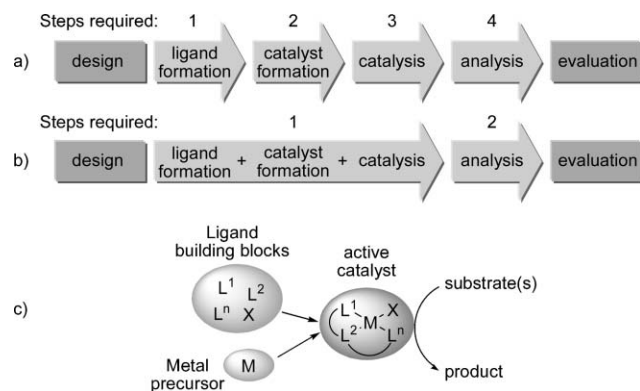 Steps required: 1 2 3 4
a) design ligand formation catalyst formation catalysis analysis evaluation
Steps required: 1 2
b) design ligand formation + catalyst formation + catalysis analysis evaluation
c)
Ligand
building blocks
L¹ L²
Lⁿ X
Metal
precursor
M
active
catalyst
L¹ X
M
L² Lⁿ
substrate(s)
product